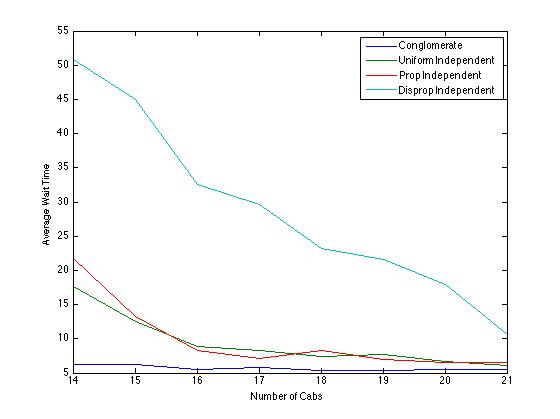 55
50
45
40
35
30
25
20
15
10
5
Average Wait Time
Conglomerate
Uniform Independent
Prop Independent
Disprop Independent
14 15 16 17 18 19 20 21
Number of Cabs